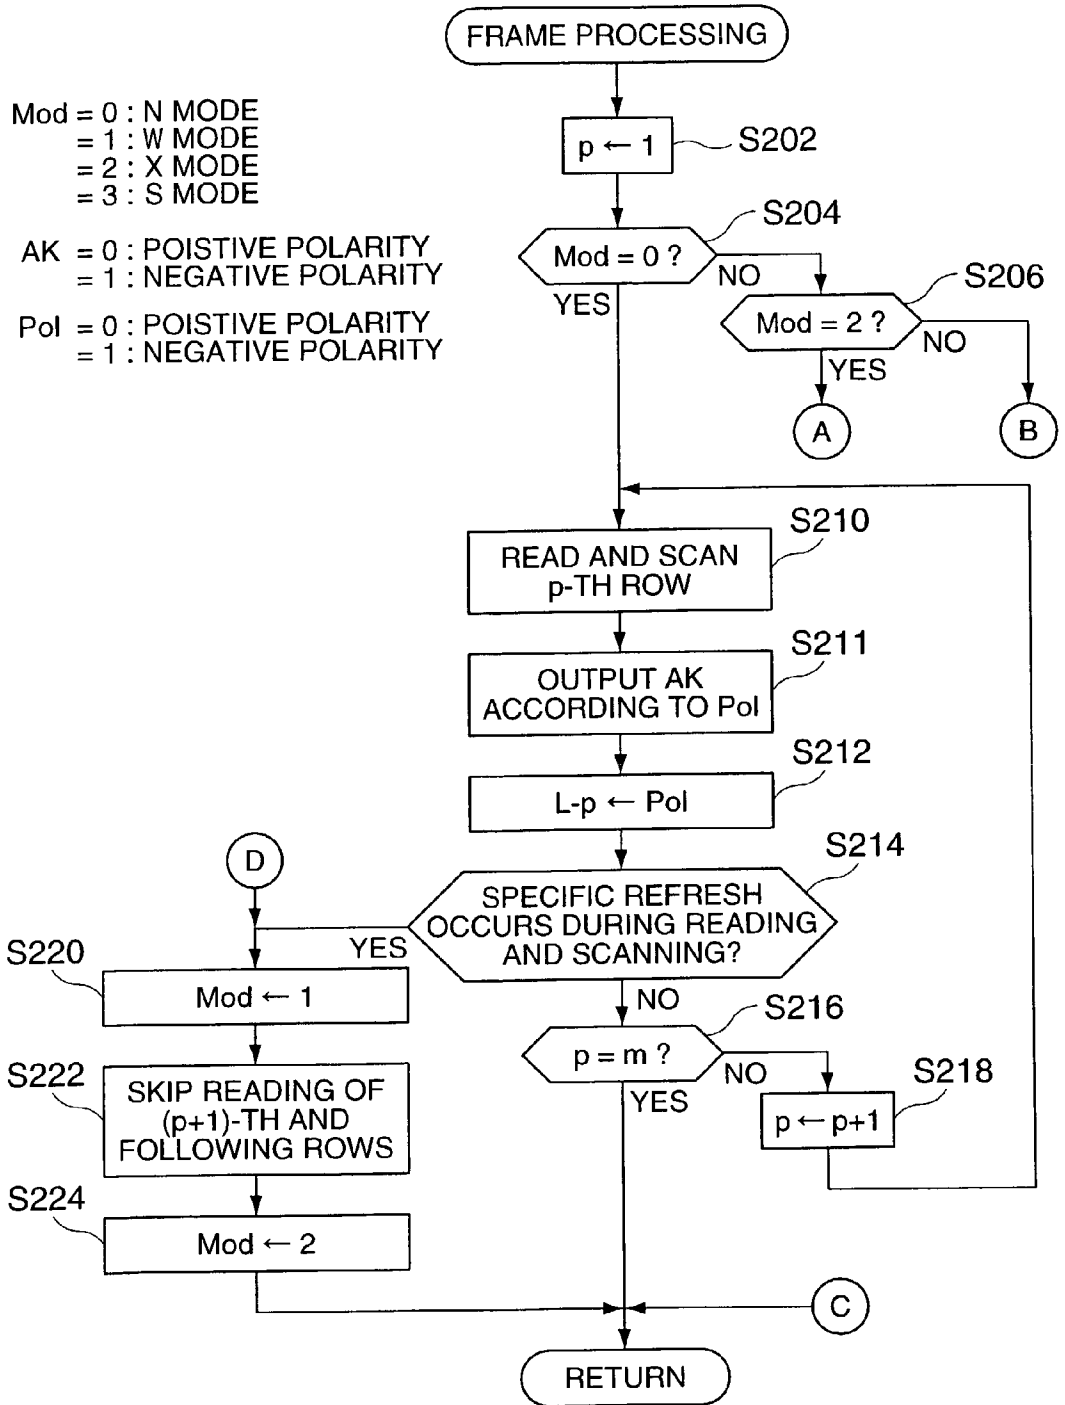 FRAME PROCESSING
Mod = 0 : N MODE
= 1 : W MODE
= 2 : X MODE
= 3 : S MODE
AK = 0 : POISTIVE POLARITY
= 1 : NEGATIVE POLARITY
Pol = 0 : POISTIVE POLARITY
= 1 : NEGATIVE POLARITY
p ← 1
S202
S204
Mod = 0 ?
NO
YES
S206
Mod = 2 ?
NO
YES
A
B
S210
READ AND SCAN
p-TH ROW
S211
OUTPUT AK
ACCORDING TO Pol
S212
L-p ← Pol
S214
SPECIFIC REFRESH
OCCURS DURING READING
AND SCANNING?
YES
NO
D
S220
Mod ← 1
S222
SKIP READING OF
(p+1)-TH AND
FOLLOWING ROWS
S224
Mod ← 2
S216
p = m ?
NO
YES
S218
p ← p+1
C
RETURN